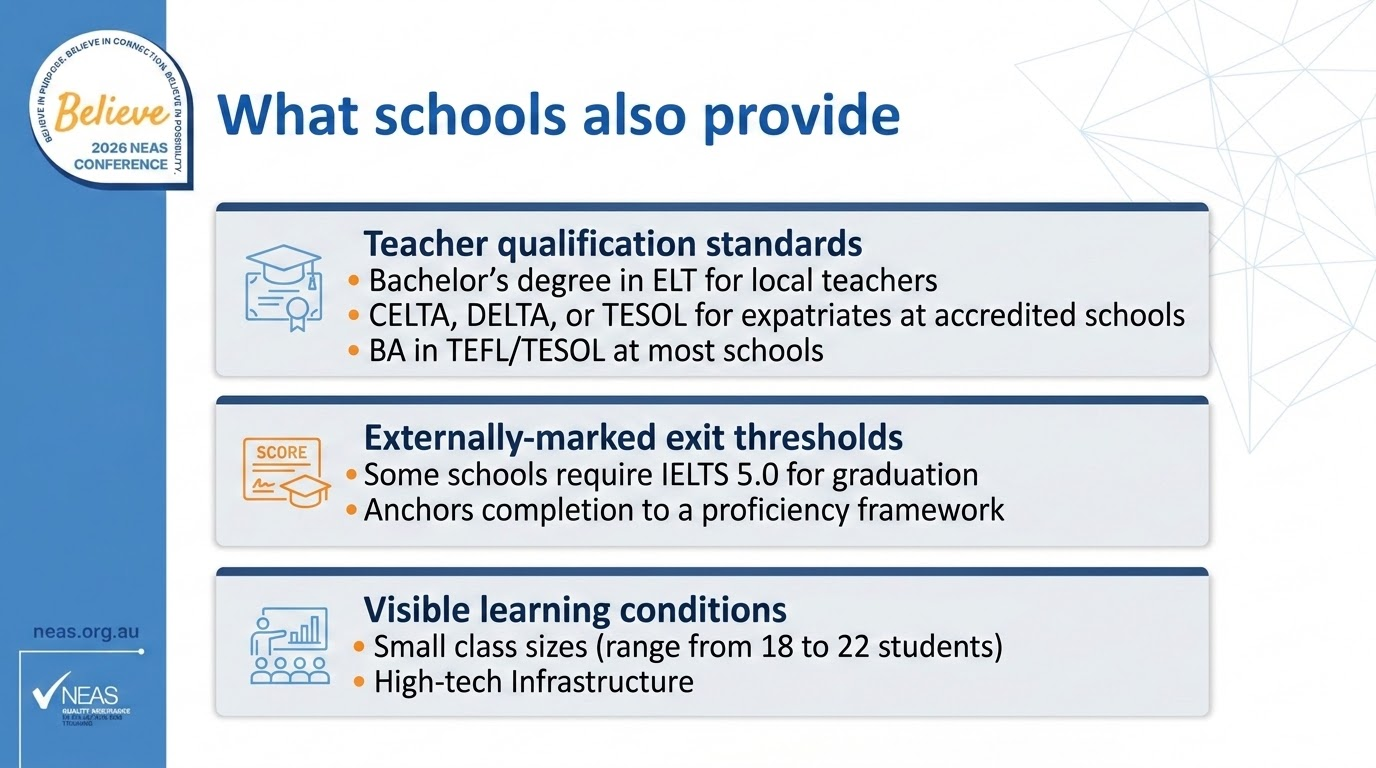 BELIEVE IN PURPOSE, BELIEVE IN CONNECTION, BELIEVE IN POSSIBILITY.
Believe
2026 NEAS
CONFERENCE
What schools also provide
Teacher qualification standards
• Bachelor’s degree in ELT for local teachers
• CELTA, DELTA, or TESOL for expatriates at accredited schools
• BA in TEFL/TESOL at most schools
SCORE
Externally-marked exit thresholds
• Some schools require IELTS 5.0 for graduation
• Anchors completion to a proficiency framework
Visible learning conditions
• Small class sizes (range from 18 to 22 students)
• High-tech Infrastructure
neas.org.au
NEAS
QUALITY
TRAINING